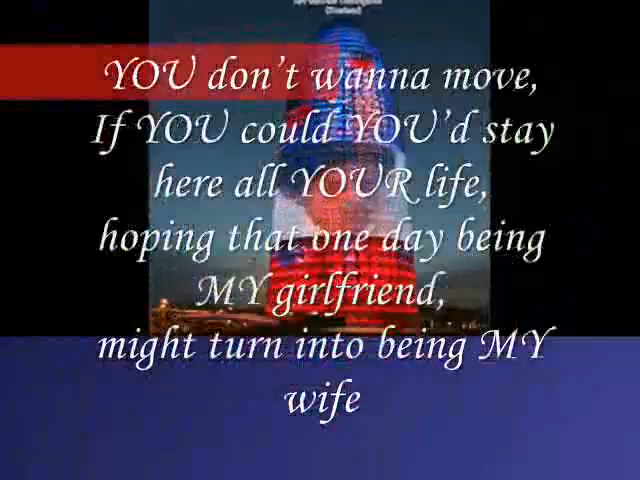 YOU don't wanna move,
If YOU could YOU'd stay
here all YOUR life,
hoping that one day being
MY girlfriend,
might turn into being MY
wife